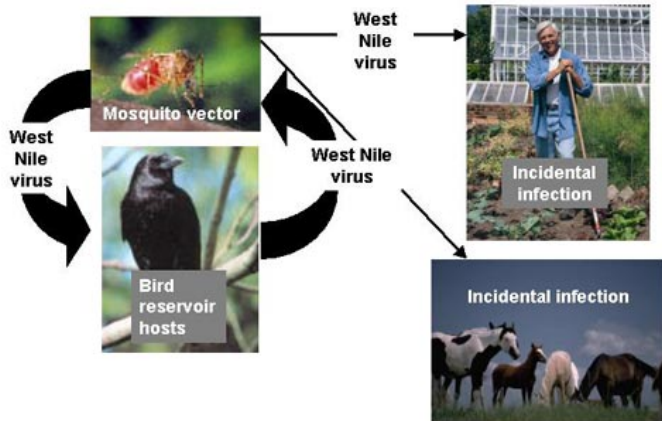 West
Nile
virus
Mosquito vector
West
Nile
virus
West Nile
virus
Bird
reservoir
hosts
Incidental
infection
Incidental infection